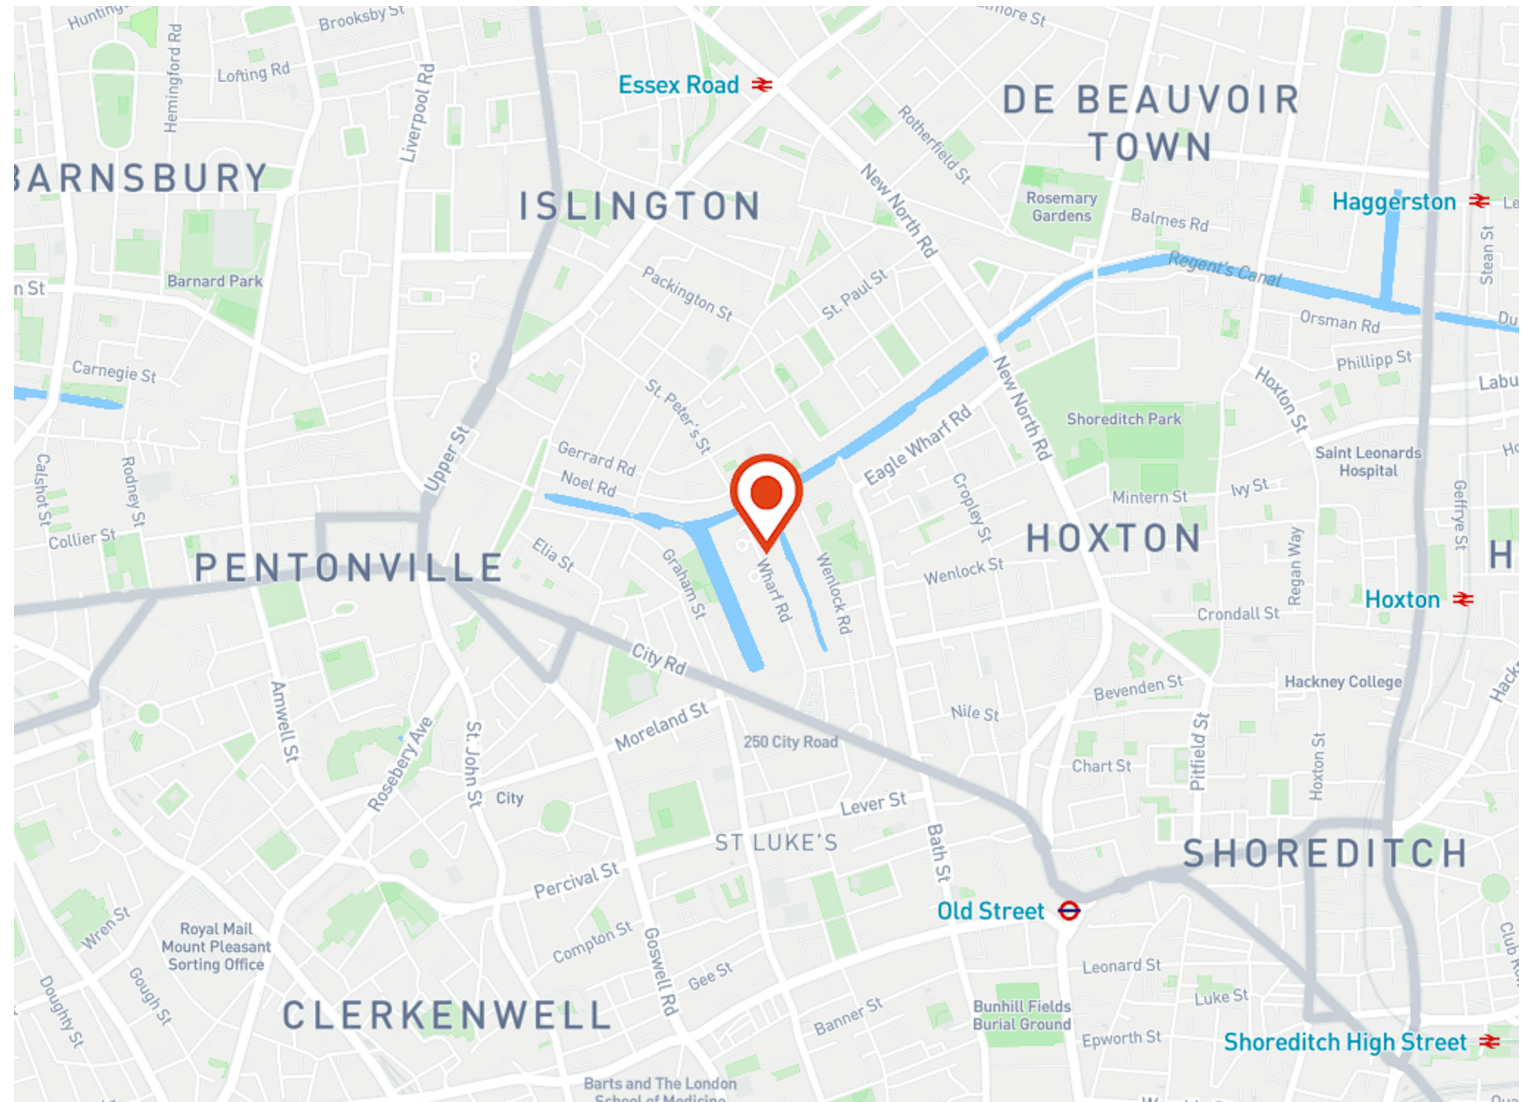 Brooksby St
Hemingford Rd
Lofting Rd
Liverpool Rd
Essex Road
DE BEAUVOIR
TOWN
Rotherfield St
BARNSBURY
ISLINGTON
New North Rd
Rosemary
Gardens
Balmes Rd
Haggerston
Stean St
Barnard Park
n St
Packington St
St. Paul St
Regent's Canal
Orsman Rd
Phillipp St
Carnegie St
Hoxton St
St. Peter's St
New North Rd
Shoreditch Park
Eagle Wharf Rd
Upper St
Gerrard Rd
Noel Rd
Saint Leonards
Hospital
Calshot St
Rodney St
Cropley St
Mintern St
Ivy St
Geffrye St
Collier St
PENTONVILLE
Elia St
Graham St
Wharf Rd
Wenlock Rd
Wenlock St
HOXTON
Regan Way
H
Hoxton
Crondall St
City Rd
Bevenden St
Hackney College
Amwell St
Moreland St
Nile St
Pitfield St
250 City Road
Rosebery Ave
St. John St
City
Chart St
Hoxton St
Lever St
ST LUKE'S
Bath St
SHOREDITCH
Percival St
Old Street
Wren St
Royal Mail
Mount Pleasant
Sorting Office
Compton St
Goswell Rd
Gee St
Leonard St
Gough St
Doughty St
Luke St
CLERKENWELL
Banner St
Bunhill Fields
Burial Ground
Epworth St
Shoreditch High Street
Barts and The London
School of Medicine